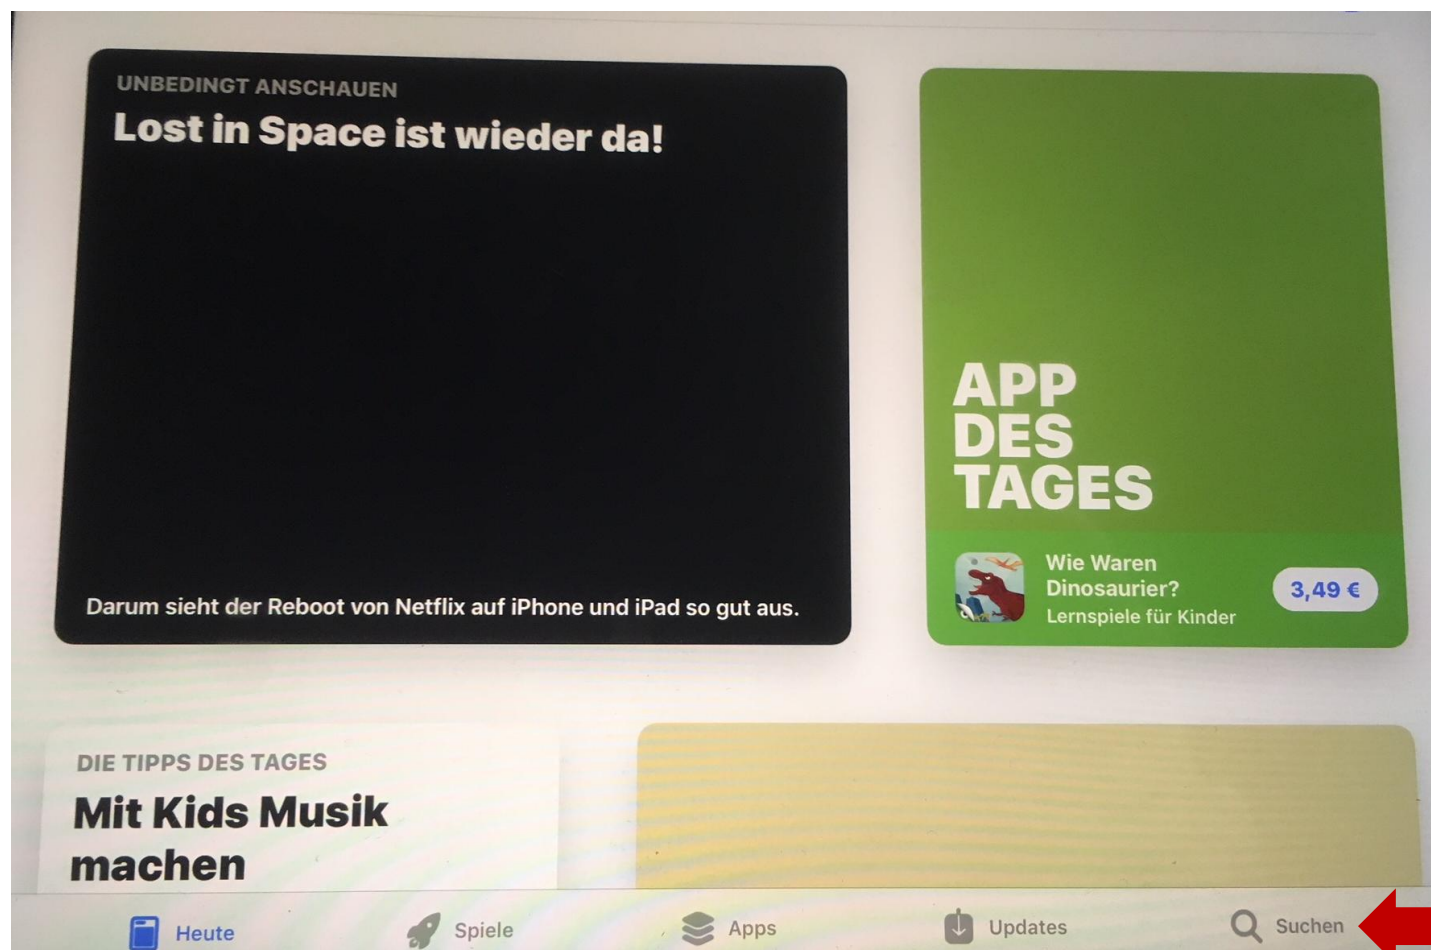 UNBEDINGT ANSCHAUEN
Lost in Space ist wieder da!
Darum sieht der Reboot von Netflix auf iPhone und iPad so gut aus.
APP
DES
TAGES
Wie Waren
Dinosaurier?
Lernspiele für Kinder
3,49 €
DIE TIPPS DES TAGES
Mit Kids Musik
machen
Heute
Spiele
Apps
Updates
Suchen